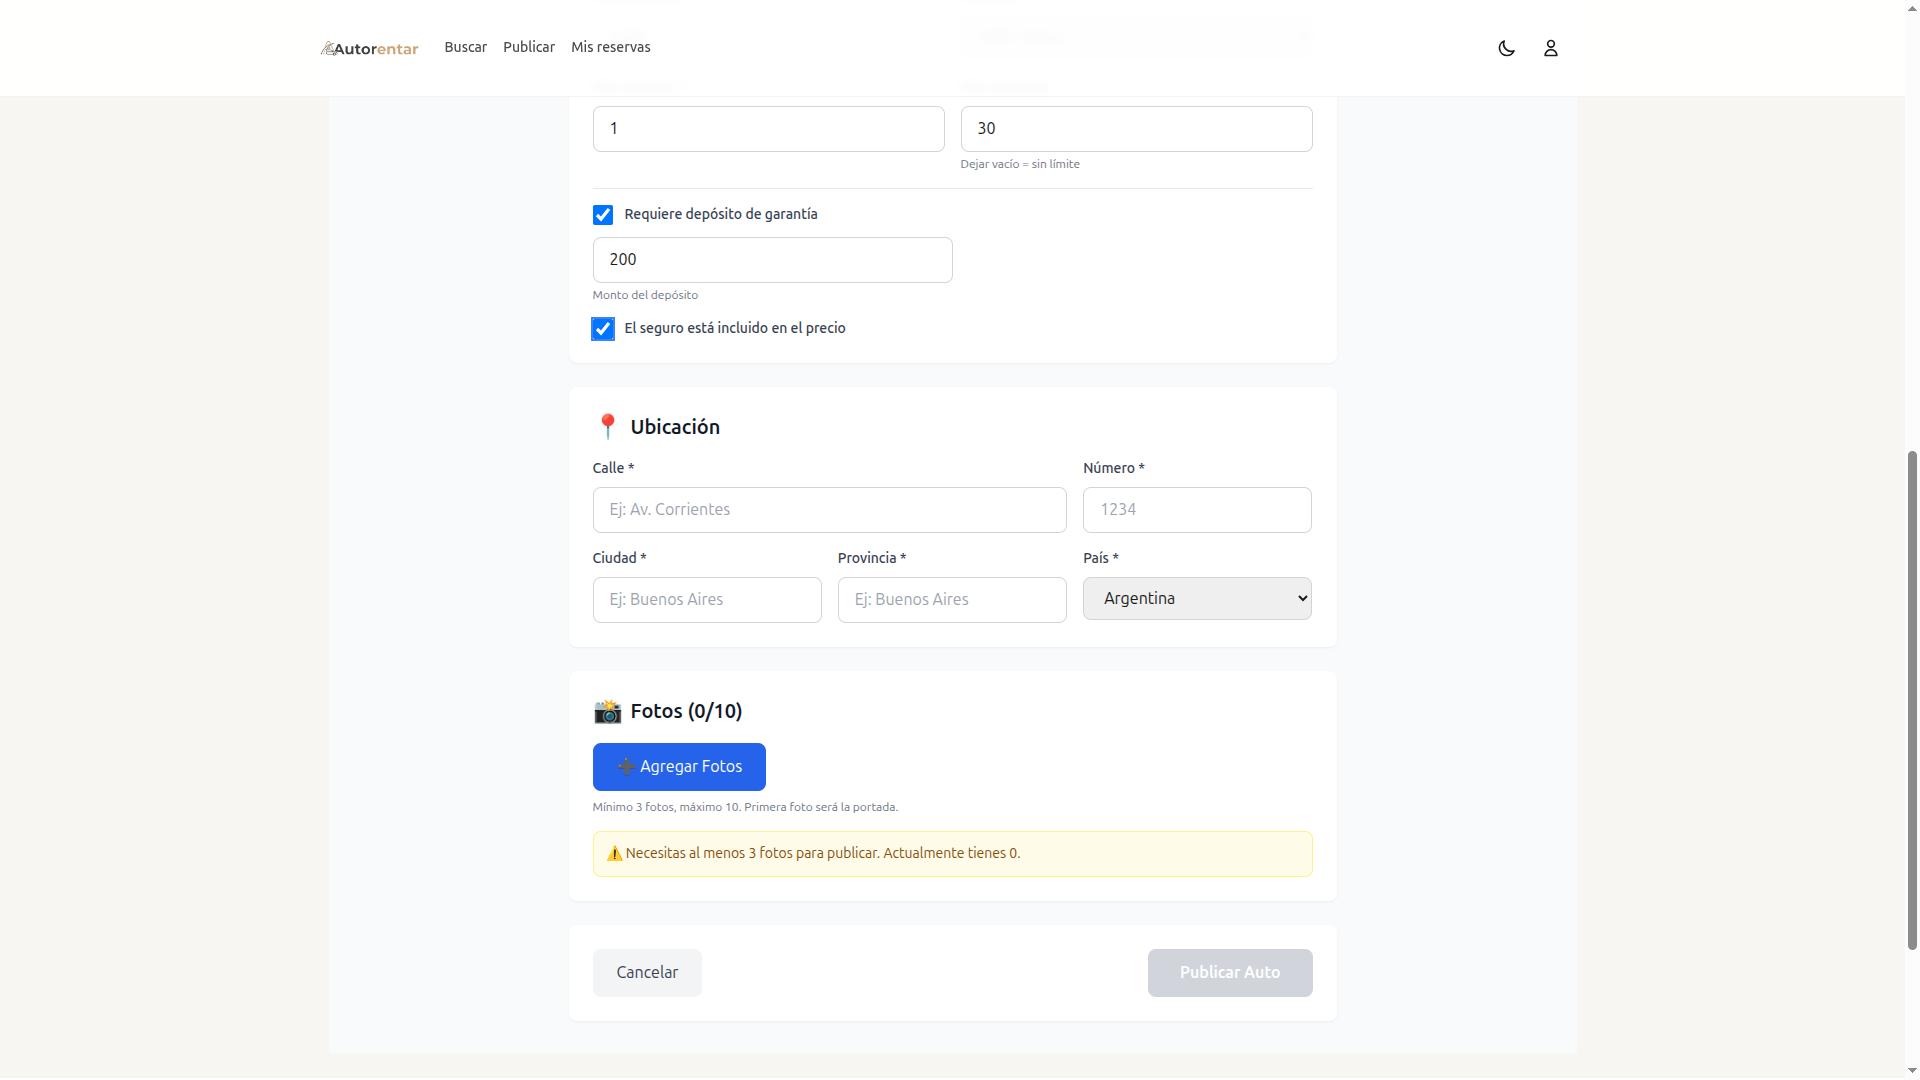 Autorentar
Buscar
Publicar
Mis reservas
1
30
Dejar vacío = sin límite
Requiere depósito de garantía
200
Monto del depósito
El seguro está incluido en el precio
Ubicación
Calle *
Número *
Ej: Av. Corrientes
1234
Ciudad *
Provincia *
País *
Ej: Buenos Aires
Ej: Buenos Aires
Argentina
Fotos (0/10)
Agregar Fotos
Mínimo 3 fotos, máximo 10. Primera foto será la portada.
Necesitas al menos 3 fotos para publicar. Actualmente tienes 0.
Cancelar
Publicar Auto